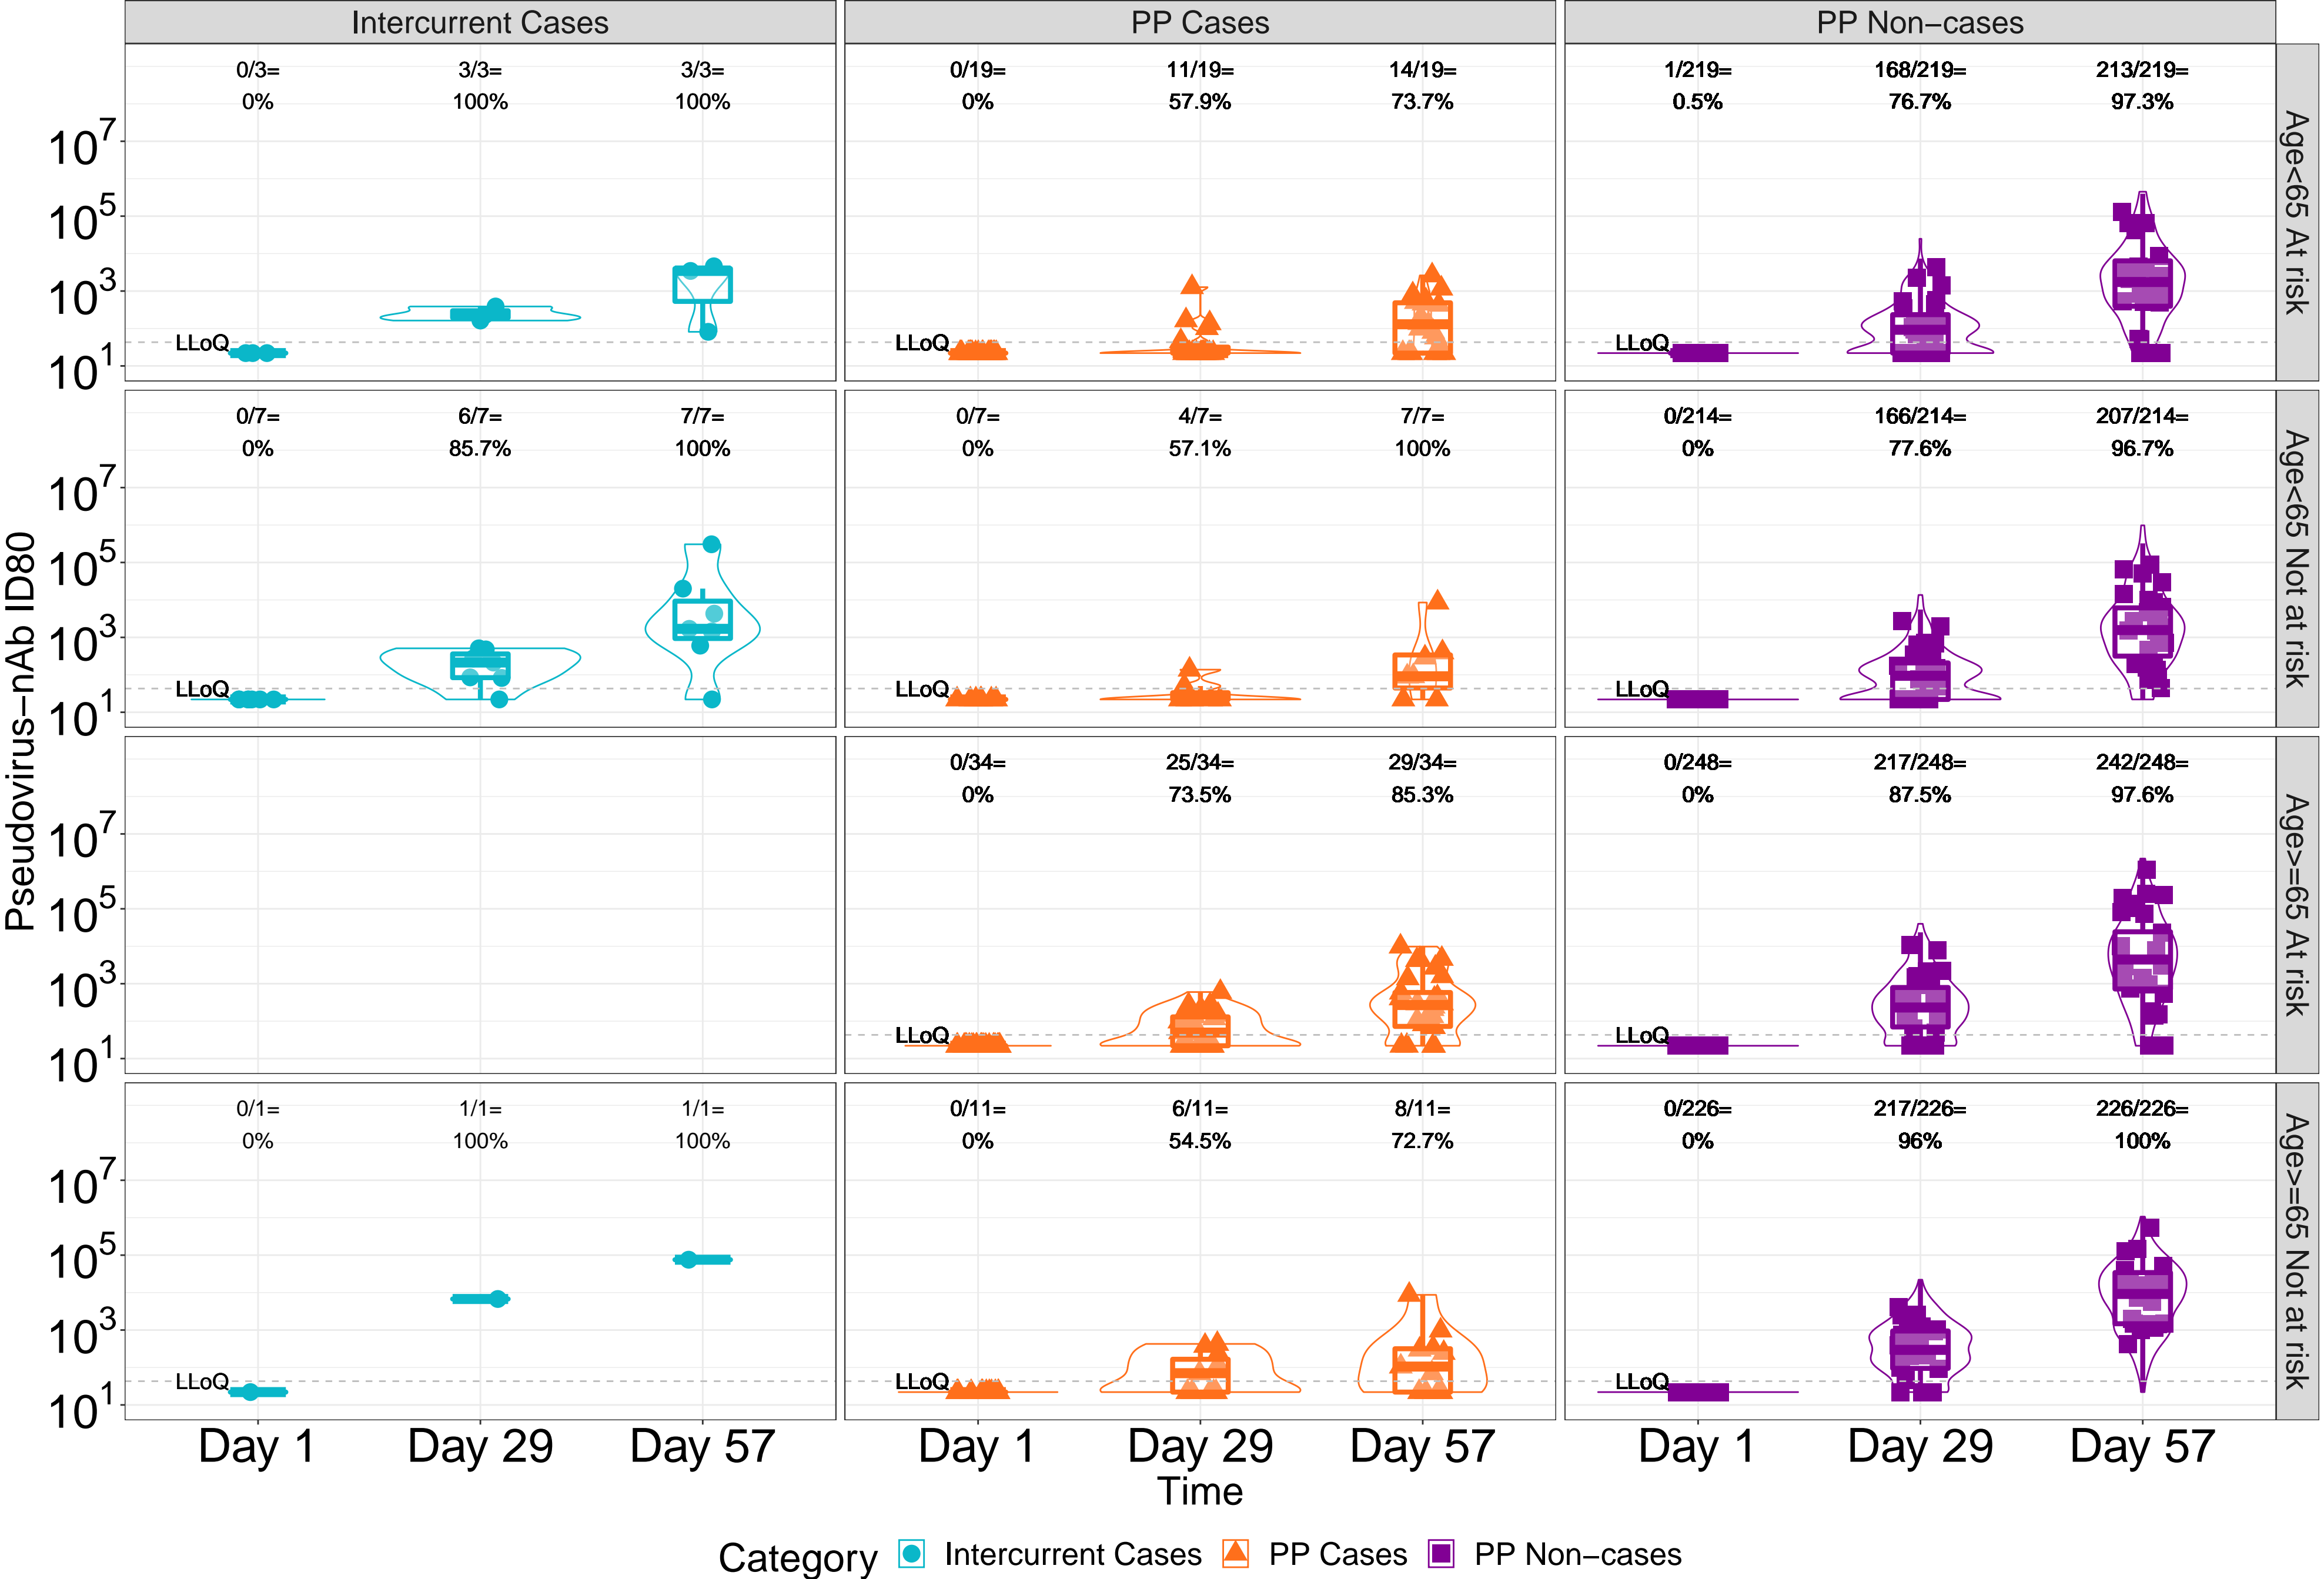 Intercurrent Cases PP Cases PP Non−cases
0/3= 3/3= 3/3= 0/19= 11/19= 14/19= 1/219= 168/219= 213/219=
0% 100% 100% 0% 57.9% 73.7% 0.5% 76.7% 97.3%
10^7
10^5
10^3
LLoQ LLoQ LLoQ
10^1
Age<65 At risk
0/7= 6/7= 7/7= 0/7= 4/7= 7/7= 0/214= 166/214= 207/214=
0% 85.7% 100% 0% 57.1% 100% 0% 77.6% 96.7%
10^7
10^5
10^3
LLoQ LLoQ LLoQ
10^1
Age<65 Not at risk
Pseudovirus−nAb ID80
0/34= 25/34= 29/34= 0/248= 217/248= 242/248=
0% 73.5% 85.3% 0% 87.5% 97.6%
10^7
10^5
10^3
LLoQ LLoQ
10^1
Age>=65 At risk
0/1= 1/1= 1/1= 0/11= 6/11= 8/11= 0/226= 217/226= 226/226=
0% 100% 100% 0% 54.5% 72.7% 0% 96% 100%
10^7
10^5
10^3
LLoQ LLoQ LLoQ
10^1
Age>=65 Not at risk
Day 1 Day 29 Day 57 Day 1 Day 29 Day 57 Day 1 Day 29 Day 57
Time
Category Intercurrent Cases PP Cases PP Non−cases